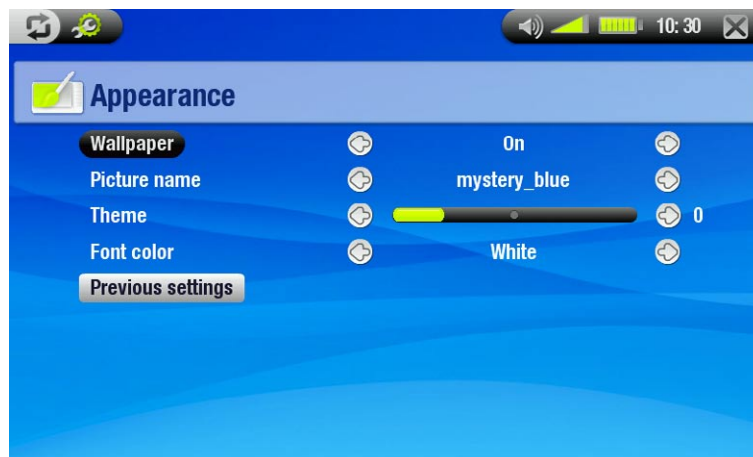 10:30
Appearance
Wallpaper On
Picture name mystery_blue
Theme 0
Font color White
Previous settings